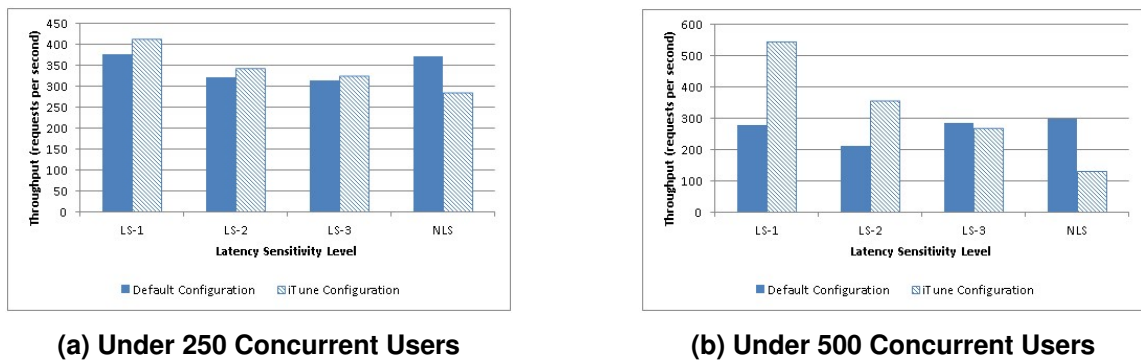 Throughput (requests per second)
450
400
350
300
250
200
150
100
50
0
LS-1 LS-2 LS-3 NLS
Latency Sensitivity Level
Default Configuration iTune Configuration
(a) Under 250 Concurrent Users
Throughput (requests per second)
600
500
400
300
200
100
0
LS-1 LS-2 LS-3 NLS
Latency Sensitivity Level
Default Configuration iTune Configuration
(b) Under 500 Concurrent Users